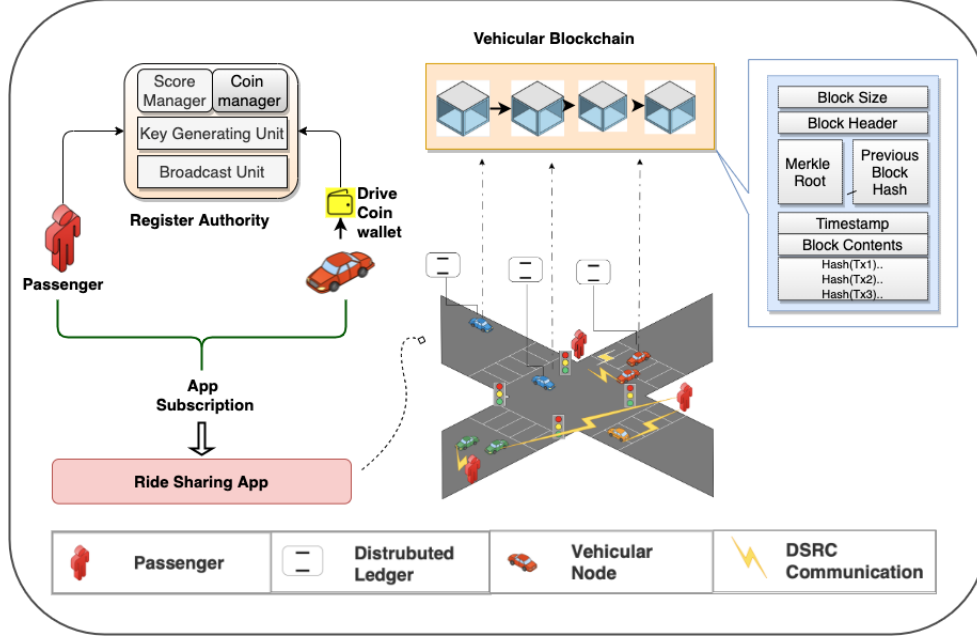 Vehicular Blockchain
Score
Manager
Coin
manager
Key Generating Unit
Broadcast Unit
Register Authority
Drive
Coin
wallet
Passenger
App
Subscription
Ride Sharing App
Block Size
Block Header
Merkle
Root
Previous
Block
Hash
Timestamp
Block Contents
Hash(Tx1)..
Hash(Tx2)..
Hash(Tx3)..
Passenger
Distrubuted
Ledger
Vehicular
Node
DSRC
Communication